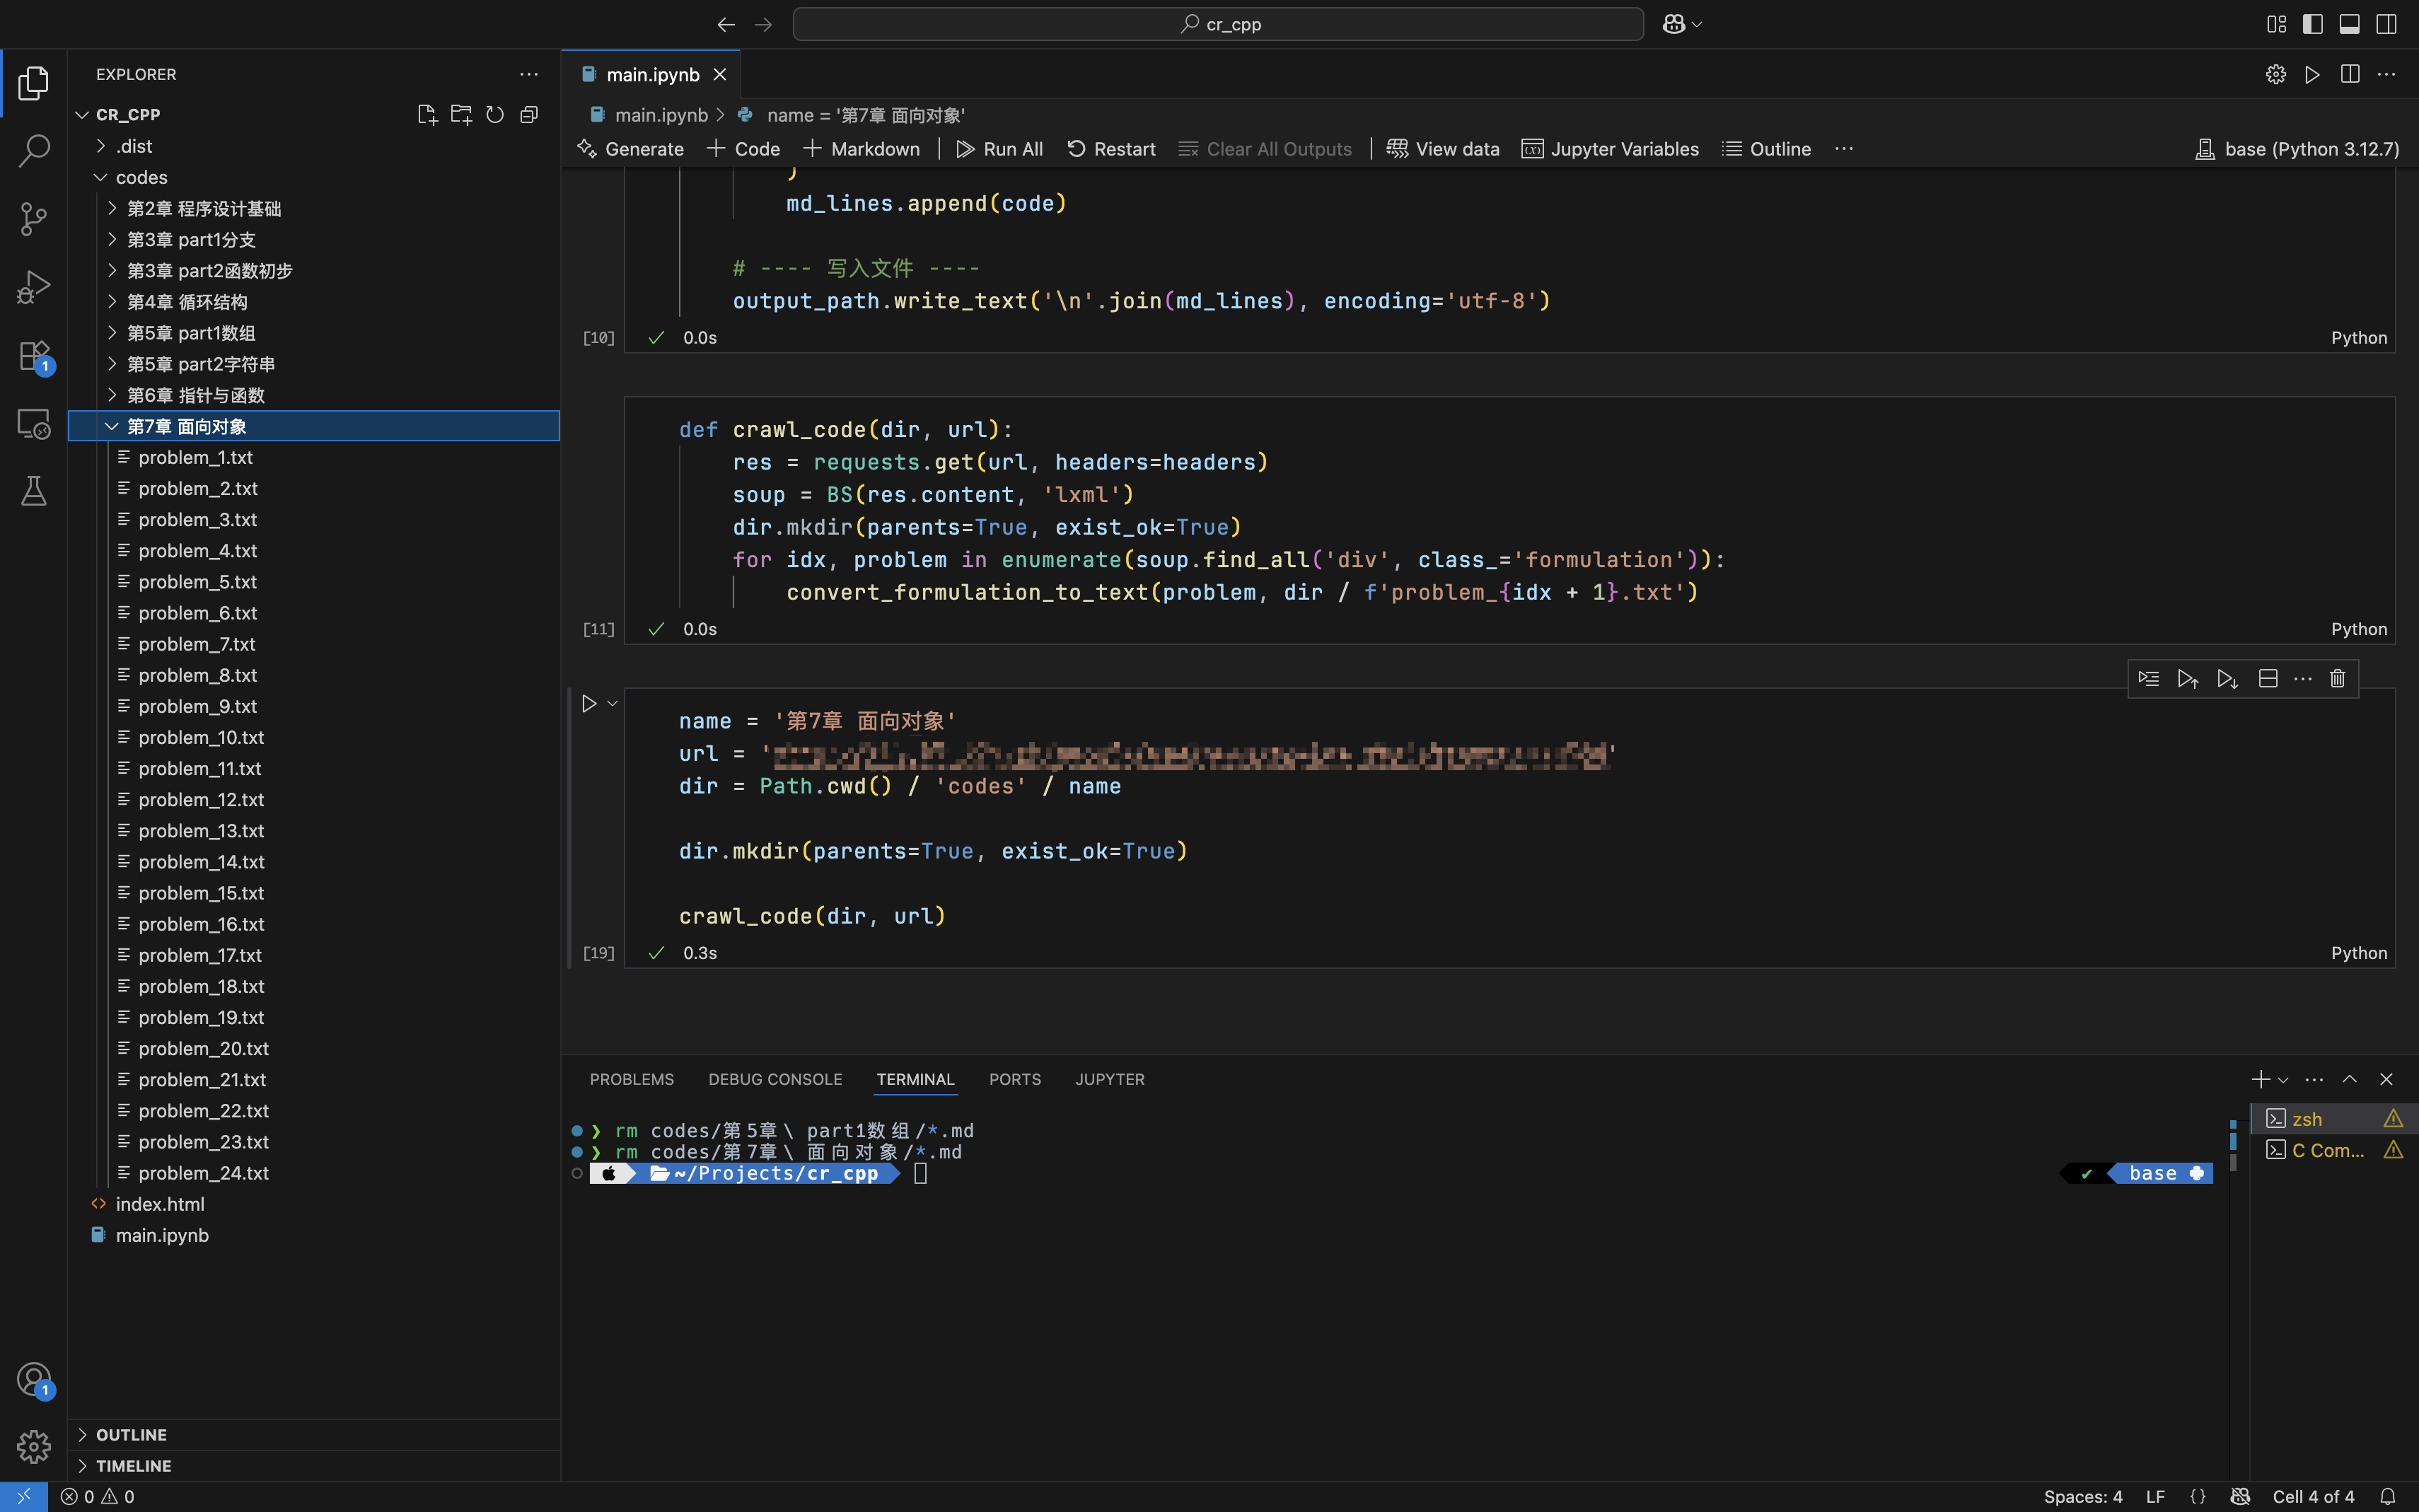 cr_cpp
EXPLORER
CR_CPP
.dist
codes
第2章 程序设计基础
第3章 part1分支
第3章 part2函数初步
第4章 循环结构
第5章 part1数组
第5章 part2字符串
第6章 指针与函数
第7章 面向对象
problem_1.txt
problem_2.txt
problem_3.txt
problem_4.txt
problem_5.txt
problem_6.txt
problem_7.txt
problem_8.txt
problem_9.txt
problem_10.txt
problem_11.txt
problem_12.txt
problem_13.txt
problem_14.txt
problem_15.txt
problem_16.txt
problem_17.txt
problem_18.txt
problem_19.txt
problem_20.txt
problem_21.txt
problem_22.txt
problem_23.txt
problem_24.txt
index.html
main.ipynb
OUTLINE
TIMELINE
1
1
main.ipynb
main.ipynb > name = '第7章 面向对象'
Generate + Code + Markdown | Run All Restart Clear All Outputs | View data Jupyter Variables Outline ··· base (Python 3.12.7)
)
md_lines.append(code)
# ---- 写入文件 ----
output_path.write_text('\n'.join(md_lines), encoding='utf-8')
[10] ✓ 0.0s Python
def crawl_code(dir, url):
res = requests.get(url, headers=headers)
soup = BS(res.content, 'lxml')
dir.mkdir(parents=True, exist_ok=True)
for idx, problem in enumerate(soup.find_all('div', class_='formulation')):
convert_formulation_to_text(problem, dir / f'problem_{idx + 1}.txt')
[11] ✓ 0.0s Python
name = '第7章 面向对象'
url = ' '
dir = Path.cwd() / 'codes' / name
dir.mkdir(parents=True, exist_ok=True)
crawl_code(dir, url)
[19] ✓ 0.3s Python
PROBLEMS DEBUG CONSOLE TERMINAL PORTS JUPYTER
❯ rm codes/第5章\ part1数组/*.md
❯ rm codes/第7章\ 面向对象/*.md
~/Projects/cr_cpp
✔ base
zsh
C Com...
0 0
Spaces: 4 LF {} Cell 4 of 4